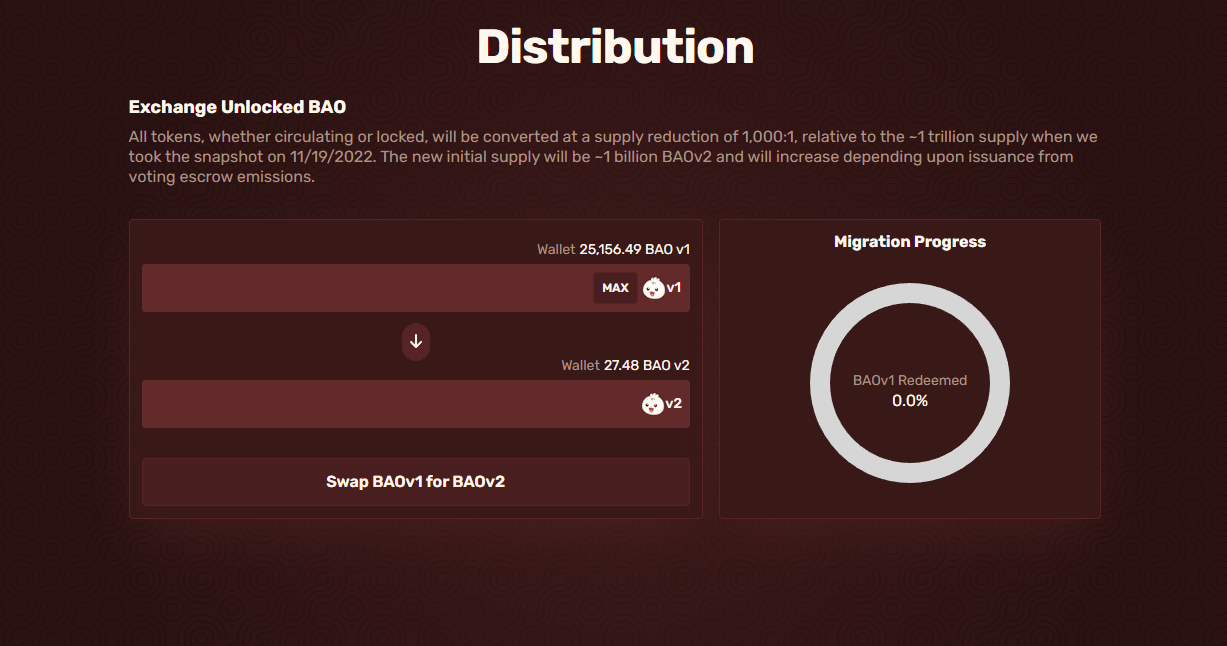 Distribution
Exchange Unlocked BAO
All tokens, whether circulating or locked, will be converted at a supply reduction of 1,000:1, relative to the ~1 trillion supply when we
took the snapshot on 11/19/2022. The new initial supply will be ~1 billion BAOv2 and will increase depending upon issuance from
voting escrow emissions.
Wallet 25,156.49 BAO v1
MAX v1
Wallet 27.48 BAO v2
v2
Swap BAOv1 for BAOv2
Migration Progress
BAOv1 Redeemed
0.0%